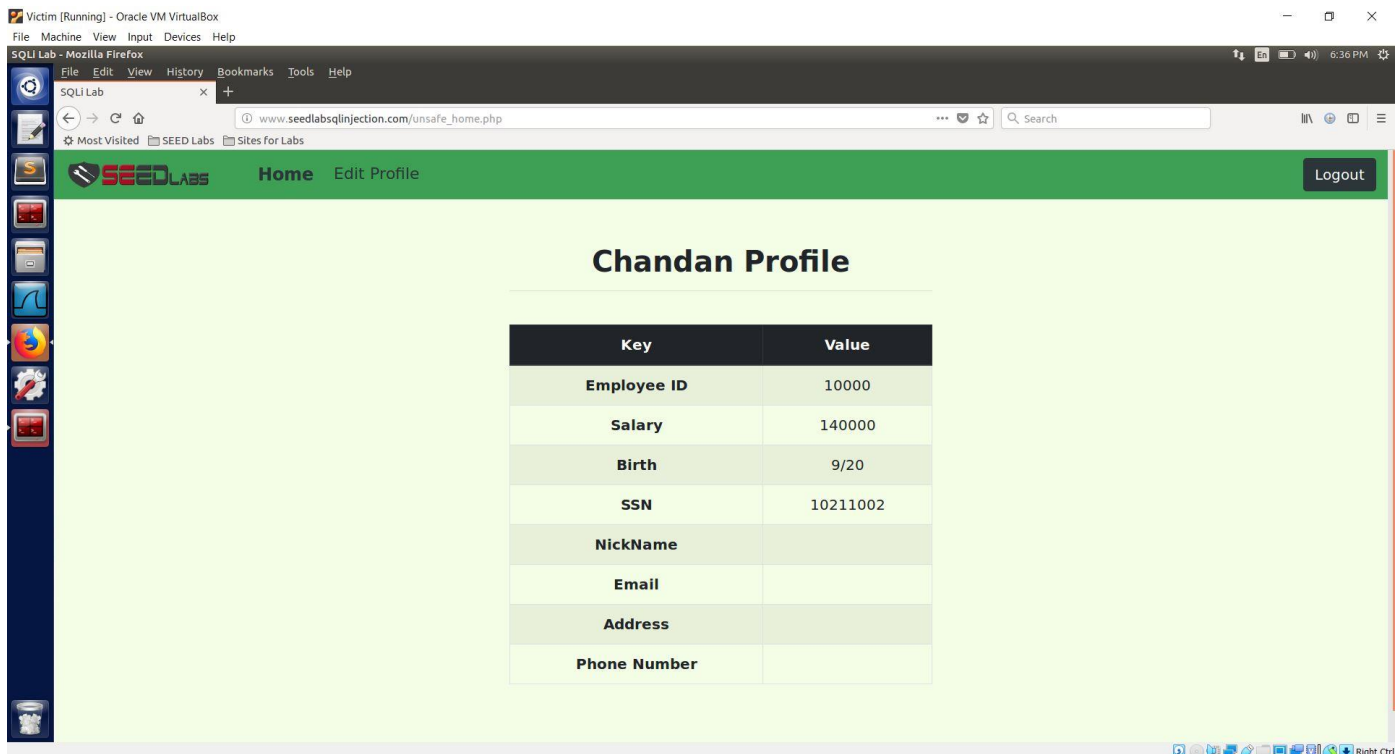 Victim [Running] - Oracle VM VirtualBox
File Machine View Input Devices Help
SQLi Lab - Mozilla Firefox
En 6:36 PM
File Edit View History Bookmarks Tools Help
SQLi Lab
www.seedlabsqlinjection.com/unsafe_home.php
Search
Most Visited SEED Labs Sites for Labs
SEEDLABS Home Edit Profile Logout
Chandan Profile
Key Value
Employee ID 10000
Salary 140000
Birth 9/20
SSN 10211002
NickName
Email
Address
Phone Number
Right Ctrl